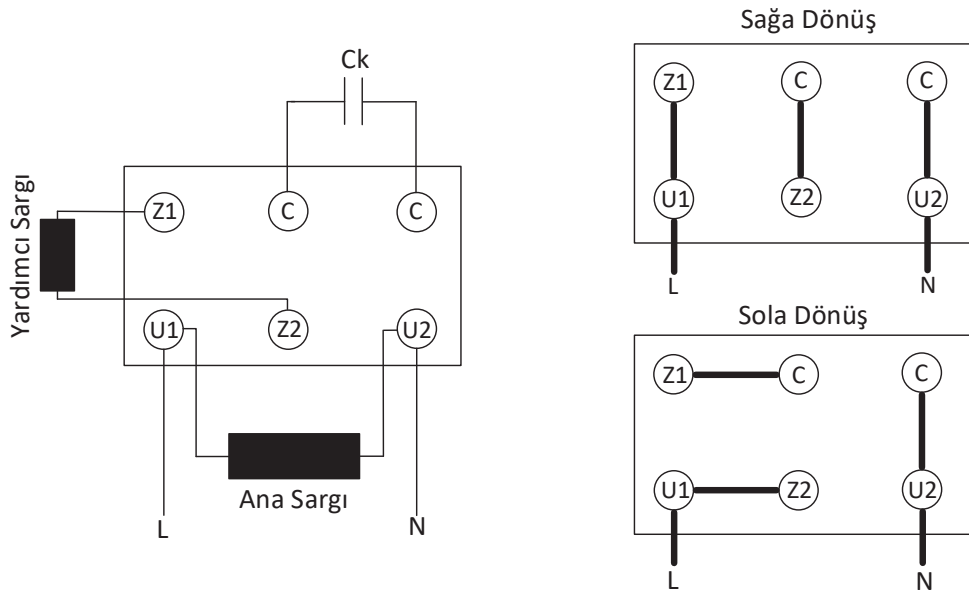 Ck
Z1 C C
Yardımcı Sargı
U1 Z2 U2
Ana Sargı
L N
Sağa Dönüş
Z1 C C
U1 Z2 U2
L N
Sola Dönüş
Z1 C C
U1 Z2 U2
L N